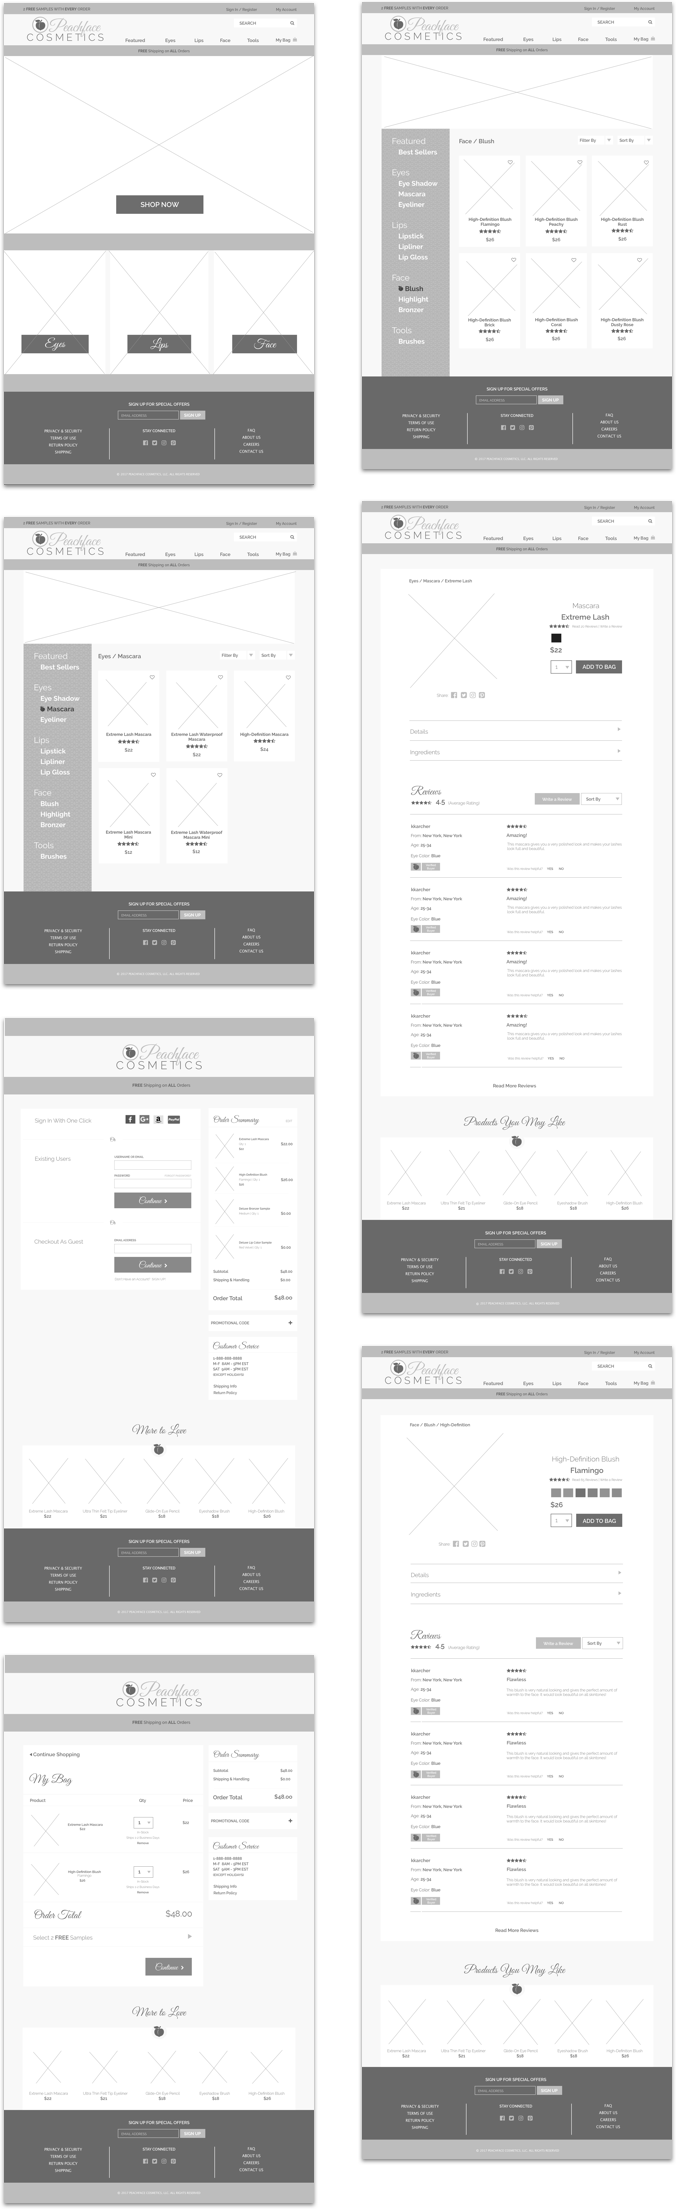 2 FREE SAMPLES WITH EVERY ORDER
Sign In / Register My Account
Peachface
COSMETICS
SEARCH
Featured Eyes Lips Face Tools My Bag
FREE Shipping on ALL Orders
SHOP NOW
Eyes Lips Face
SIGN UP FOR SPECIAL OFFERS
EMAIL ADDRESS SIGN UP
PRIVACY & SECURITY
TERMS OF USE
RETURN POLICY
SHIPPING
STAY CONNECTED
FAQ
ABOUT US
CAREERS
CONTACT US
2 FREE SAMPLES WITH EVERY ORDER
Sign In / Register My Account
Peachface
COSMETICS
SEARCH
Featured Eyes Lips Face Tools My Bag
FREE Shipping on ALL Orders
Featured
Best Sellers
Eyes
Eye Shadow
Mascara
Eyeliner
Lips
Lipstick
Lipliner
Lip Gloss
Face
Blush
Highlight
Bronzer
Tools
Brushes
Eyes / Mascara
Filter By Sort By
Extreme Lash Mascara
$22
Extreme Lash Waterproof
Mascara
$22
High-Definition Mascara
$24
Extreme Lash Mascara
Mini
$12
Extreme Lash Waterproof
Mascara Mini
$12
SIGN UP FOR SPECIAL OFFERS
EMAIL ADDRESS SIGN UP
PRIVACY & SECURITY
TERMS OF USE
RETURN POLICY
SHIPPING
STAY CONNECTED
FAQ
ABOUT US
CAREERS
CONTACT US
Peachface
COSMETICS
FREE Shipping on ALL Orders
Sign In With One Click
PayPal
Or
Existing Users
USERNAME OR EMAIL
PASSWORD
Continue
Or
Checkout As Guest
EMAIL ADDRESS
Continue
Order Summary
Extreme Lash Mascara
$22.00
High-Definition Blush
$26.00
$0.00
$0.00
Subtotal $48.00
Shipping & Handling $0.00
Order Total $48.00
PROMOTIONAL CODE
Customer Service
1-888-888-8888
M-F 8AM - 9PM EST
SAT 9AM - 5PM EST
EXCEPT HOLIDAYS
Shipping Info
Return Policy
More to Love
Extreme Lash Mascara
$22
Ultra Thin Felt Tip Eyeliner
$21
Glide-On Eye Pencil
$16
Eyeshadow Brush
$18
High-Definition Blush
$26
SIGN UP FOR SPECIAL OFFERS
EMAIL ADDRESS SIGN UP
PRIVACY & SECURITY
TERMS OF USE
RETURN POLICY
SHIPPING
STAY CONNECTED
FAQ
ABOUT US
CAREERS
CONTACT US
Peachface
COSMETICS
FREE Shipping on ALL Orders
Continue Shopping
My Bag
Product Qty Price
Extreme Lash Mascara
$22
1
Remove
$22
High-Definition Blush
Flamingo
$26
1
Remove
$26
Order Total $48.00
Select 2 FREE Samples
Continue
Order Summary
Subtotal $48.00
Shipping & Handling $0.00
Order Total $48.00
PROMOTIONAL CODE
Customer Service
1-888-888-8888
M-F 8AM - 9PM EST
SAT 9AM - 5PM EST
EXCEPT HOLIDAYS
Shipping Info
Return Policy
More to Love
Extreme Lash Mascara
$22
Ultra Thin Felt Tip Eyeliner
$21
Glide-On Eye Pencil
$16
Eyeshadow Brush
$18
High-Definition Blush
$26
SIGN UP FOR SPECIAL OFFERS
EMAIL ADDRESS SIGN UP
PRIVACY & SECURITY
TERMS OF USE
RETURN POLICY
SHIPPING
STAY CONNECTED
FAQ
ABOUT US
CAREERS
CONTACT US
2 FREE SAMPLES WITH EVERY ORDER
Sign In / Register My Account
Peachface
COSMETICS
SEARCH
Featured Eyes Lips Face Tools My Bag
FREE Shipping on ALL Orders
Featured
Best Sellers
Eyes
Eye Shadow
Mascara
Eyeliner
Lips
Lipstick
Lipliner
Lip Gloss
Face
Blush
Highlight
Bronzer
Tools
Brushes
Face / Blush
Filter By Sort By
High-Definition Blush
Flamingo
$26
High-Definition Blush
Peachy
$26
High-Definition Blush
Rust
$26
High-Definition Blush
Brick
$26
High-Definition Blush
Coral
$26
High-Definition Blush
Dusty Rose
$26
SIGN UP FOR SPECIAL OFFERS
EMAIL ADDRESS SIGN UP
PRIVACY & SECURITY
TERMS OF USE
RETURN POLICY
SHIPPING
STAY CONNECTED
FAQ
ABOUT US
CAREERS
CONTACT US
2 FREE SAMPLES WITH EVERY ORDER
Sign In / Register My Account
Peachface
COSMETICS
SEARCH
Featured Eyes Lips Face Tools My Bag
FREE Shipping on ALL Orders
Eyes / Mascara / Extreme Lash
Mascara
Extreme Lash
$22
1 ADD TO BAG
Share
Details
Ingredients
Reviews
4.5 (Average Rating)
Write a Review Sort By
kkarcher
From: New York, New York
Age: 25-34
Eye Color: Blue
Amazing!
This mascara gives you a very polished look and makes your lashes
look full and beautiful.
Was this review helpful? YES NO
kkarcher
From: New York, New York
Age: 25-34
Eye Color: Blue
Amazing!
This mascara gives you a very polished look and makes your lashes
look full and beautiful.
Was this review helpful? YES NO
kkarcher
From: New York, New York
Age: 25-34
Eye Color: Blue
Amazing!
This mascara gives you a very polished look and makes your lashes
look full and beautiful.
Was this review helpful? YES NO
kkarcher
From: New York, New York
Age: 25-34
Eye Color: Blue
Amazing!
This mascara gives you a very polished look and makes your lashes
look full and beautiful.
Was this review helpful? YES NO
Read More Reviews
Products You May Like
Extreme Lash Mascara
$22
Ultra Thin Felt Tip Eyeliner
$21
Glide-On Eye Pencil
$16
Eyeshadow Brush
$18
High-Definition Blush
$26
SIGN UP FOR SPECIAL OFFERS
EMAIL ADDRESS SIGN UP
PRIVACY & SECURITY
TERMS OF USE
RETURN POLICY
SHIPPING
STAY CONNECTED
FAQ
ABOUT US
CAREERS
CONTACT US
2 FREE SAMPLES WITH EVERY ORDER
Sign In / Register My Account
Peachface
COSMETICS
SEARCH
Featured Eyes Lips Face Tools My Bag
FREE Shipping on ALL Orders
Face / Blush / High-Definition
High-Definition Blush
Flamingo
$26
1 ADD TO BAG
Share
Details
Ingredients
Reviews
4.5 (Average Rating)
Write a Review Sort By
kkarcher
From: New York, New York
Age: 25-34
Eye Color: Blue
Flawless
This blush is very natural looking and gives the perfect amount of
warmth to the face. It would look beautiful on all skintones!
Was this review helpful? YES NO
kkarcher
From: New York, New York
Age: 25-34
Eye Color: Blue
Flawless
This blush is very natural looking and gives the perfect amount of
warmth to the face. It would look beautiful on all skintones!
Was this review helpful? YES NO
kkarcher
From: New York, New York
Age: 25-34
Eye Color: Blue
Flawless
This blush is very natural looking and gives the perfect amount of
warmth to the face. It would look beautiful on all skintones!
Was this review helpful? YES NO
kkarcher
From: New York, New York
Age: 25-34
Eye Color: Blue
Flawless
This blush is very natural looking and gives the perfect amount of
warmth to the face. It would look beautiful on all skintones!
Was this review helpful? YES NO
Read More Reviews
Products You May Like
Extreme Lash Mascara
$22
Ultra Thin Felt Tip Eyeliner
$21
Glide-On Eye Pencil
$16
Eyeshadow Brush
$18
High-Definition Blush
$26
SIGN UP FOR SPECIAL OFFERS
EMAIL ADDRESS SIGN UP
PRIVACY & SECURITY
TERMS OF USE
RETURN POLICY
SHIPPING
STAY CONNECTED
FAQ
ABOUT US
CAREERS
CONTACT US